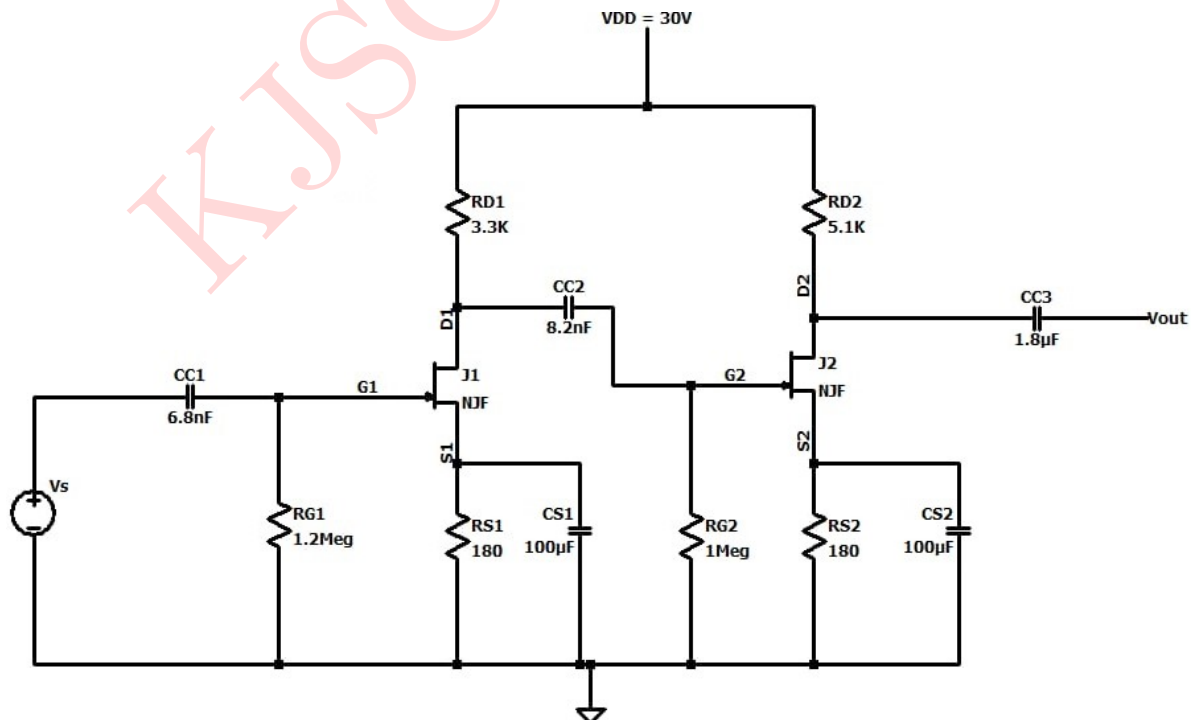 VDD = 30V
KJSC
RD1
3.3K
RD2
5.1K
D1
CC2
8.2nF
D2
CC3
1.8µF
Vout
CC1
6.8nF
G1
J1
NJF
G2
J2
NJF
S1
S2
Vs
RG1
1.2Meg
RS1
180
CS1
100µF
RG2
1Meg
RS2
180
CS2
100µF